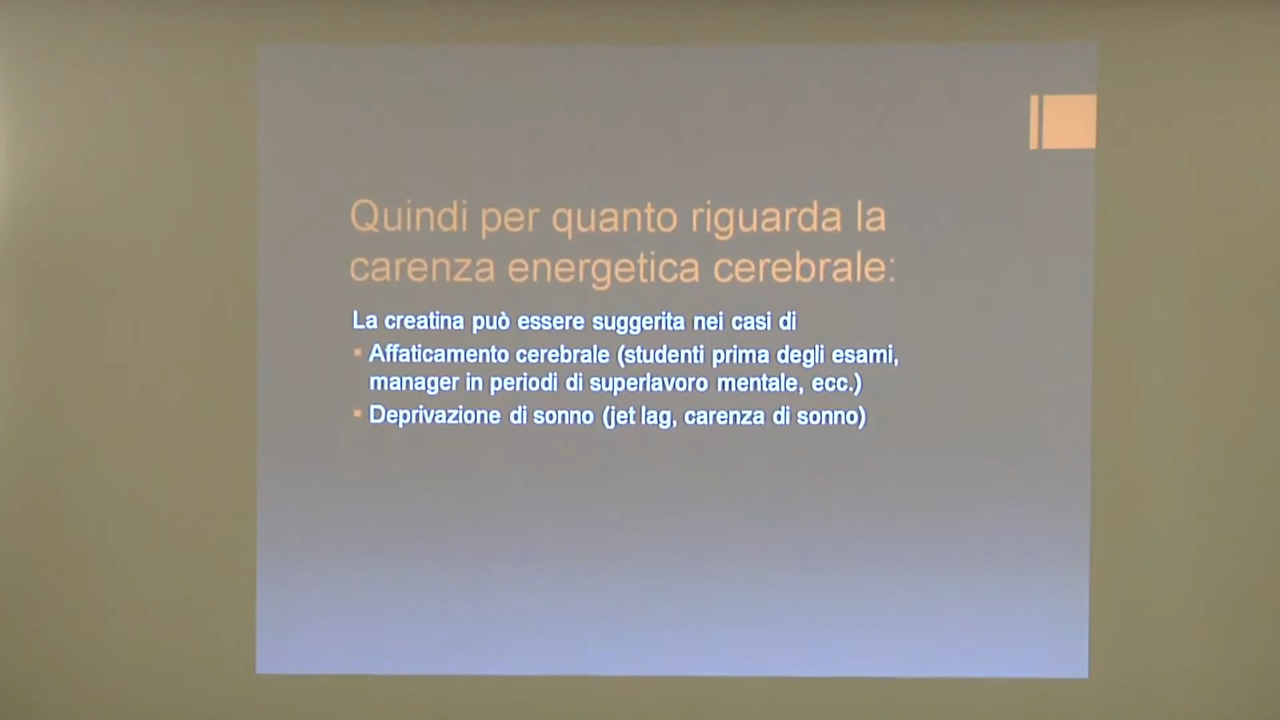 Quindi per quanto riguarda la
carenza energetica cerebrale:
La creatina può essere suggerita nei casi di
Affaticamento cerebrale (studenti prima degli esami,
manager in periodi di superlavoro mentale, ecc.)
Deprivazione di sonno (jet lag, carenza di sonno)